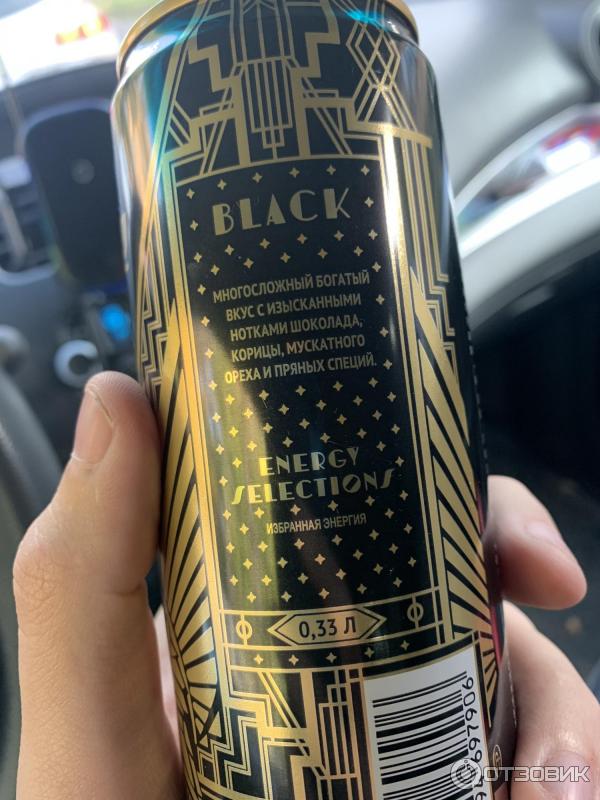 BLACK
МНОГОСЛОЖНЫЙ БОГАТЫЙ
ВКУС С ИЗЫСКАННЫМИ
НОТКАМИ ШОКОЛАДА,
КОРИЦЫ, МУСКАТНОГО
ОРЕХА И ПРЯНЫХ СПЕЦИЙ.
ENERGY
SELECTIONS
ИЗБРАННАЯ ЭНЕРГИЯ
0,33 Л
697906
ОТЗОВИК